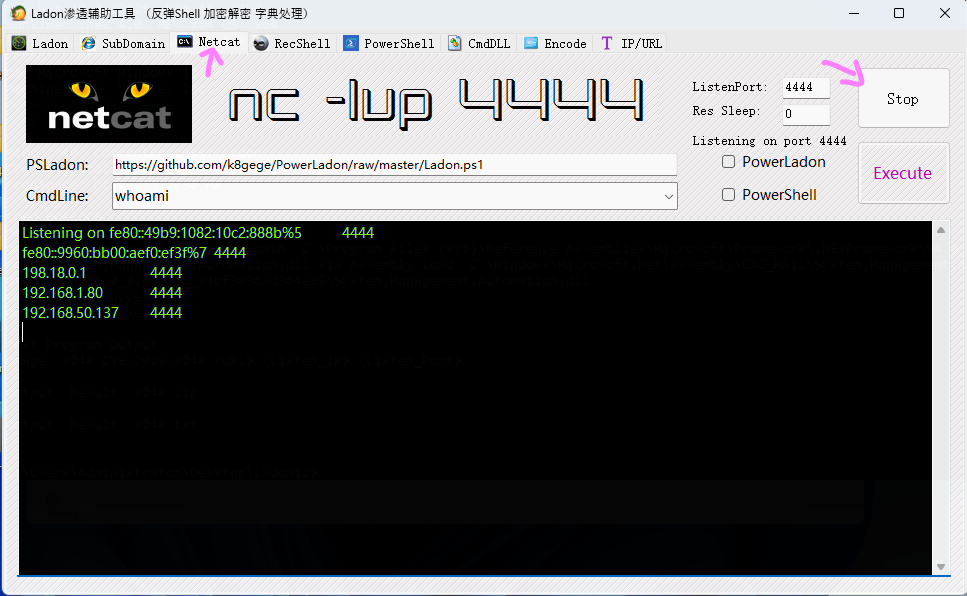 Ladon渗透辅助工具 （反弹Shell 加密解密 字典处理）
Ladon SubDomain Netcat RecShell PowerShell CmdDLL Encode IP/URL
netcat
nc -lup 4444
ListenPort: 4444
Res Sleep: 0
Stop
Listening on port 4444
PSLadon: https://github.com/k8gege/PowerLadon/raw/master/Ladon.ps1
PowerLadon
Execute
CmdLine: whoami
PowerShell
Listening on fe80::49b9:1082:10c2:888b%5 4444
fe80::9960:bb00:aef0:ef3f%7 4444
198.18.0.1 4444
192.168.1.80 4444
192.168.50.137 4444